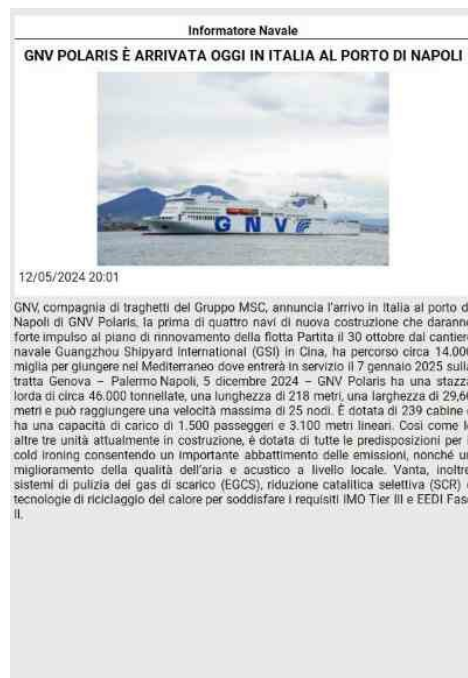 Informatore Navale
GNV POLARIS È ARRIVATA OGGI IN ITALIA AL PORTO DI NAPOLI
GNV
12/05/2024 20:01
GNV, compagnia di traghetti del Gruppo MSC, annuncia l'arrivo in Italia al porto d
Napoli di GNV Polaris, la prima di quattro navi di nuova costruzione che daranno
forte impulso al piano di rinnovamento della flotta Partita il 30 ottobre dal cantiere
navale Guangzhou Shipyard International (GSI) in Cina, ha percorso circa 14.000
miglia per giungere nel Mediterraneo dove entrerà in servizio il 7 gennaio 2025 sulla
tratta Genova – Palermo Napoli, 5 dicembre 2024 – GNV Polaris ha una stazza
lorda di circa 46.000 tonnellate, una lunghezza di 218 metri, una larghezza di 29,60
metri e può raggiungere una velocità massima di 25 nodi. È dotata di 239 cabine e
ha una capacità di carico di 1.500 passeggeri e 3.100 metri lineari. Così come le
altre tre unità attualmente in costruzione, è dotata di tutte le predisposizioni per i
cold ironing consentendo un importante abbattimento delle emissioni, nonché un
miglioramento della qualità dell'aria e acustico a livello locale. Vanta, inoltre,
sistemi di pulizia dei gas di scarico (EGCS), riduzione catalitica selettiva (SCR) e
tecnologie di riciclaggio del calore per soddisfare i requisiti IMO Tier III e EEDI Fase
II.